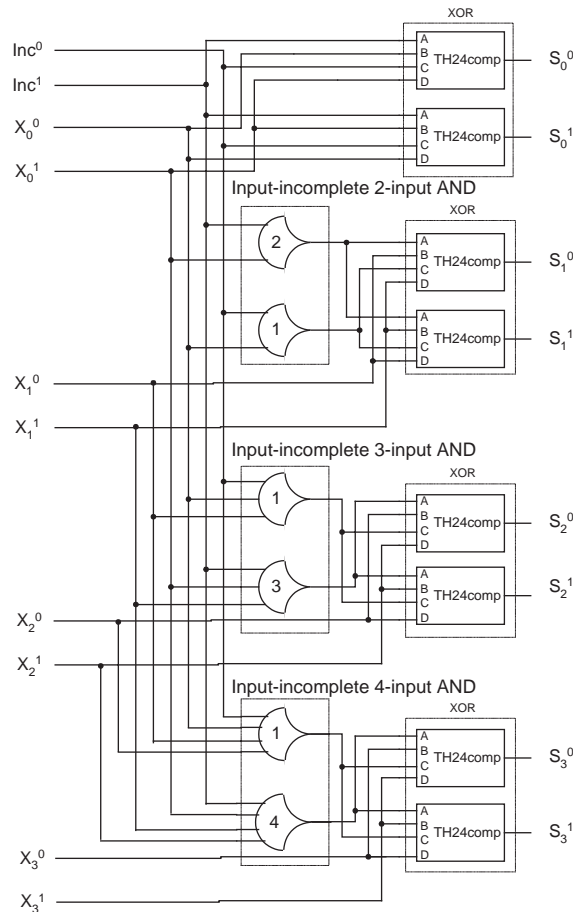 XOR
Inc⁰
A
B
C
D
TH24comp
S₀⁰
Inc¹
X₀⁰
A
B
C
D
TH24comp
S₀¹
X₀¹
Input-incomplete 2-input AND
XOR
2
A
B
C
D
TH24comp
S₁⁰
1
A
B
C
D
TH24comp
S₁¹
X₁⁰
X₁¹
Input-incomplete 3-input AND
XOR
1
A
B
C
D
TH24comp
S₂⁰
3
A
B
C
D
TH24comp
S₂¹
X₂⁰
X₂¹
Input-incomplete 4-input AND
XOR
1
A
B
C
D
TH24comp
S₃⁰
4
A
B
C
D
TH24comp
S₃¹
X₃⁰
X₃¹